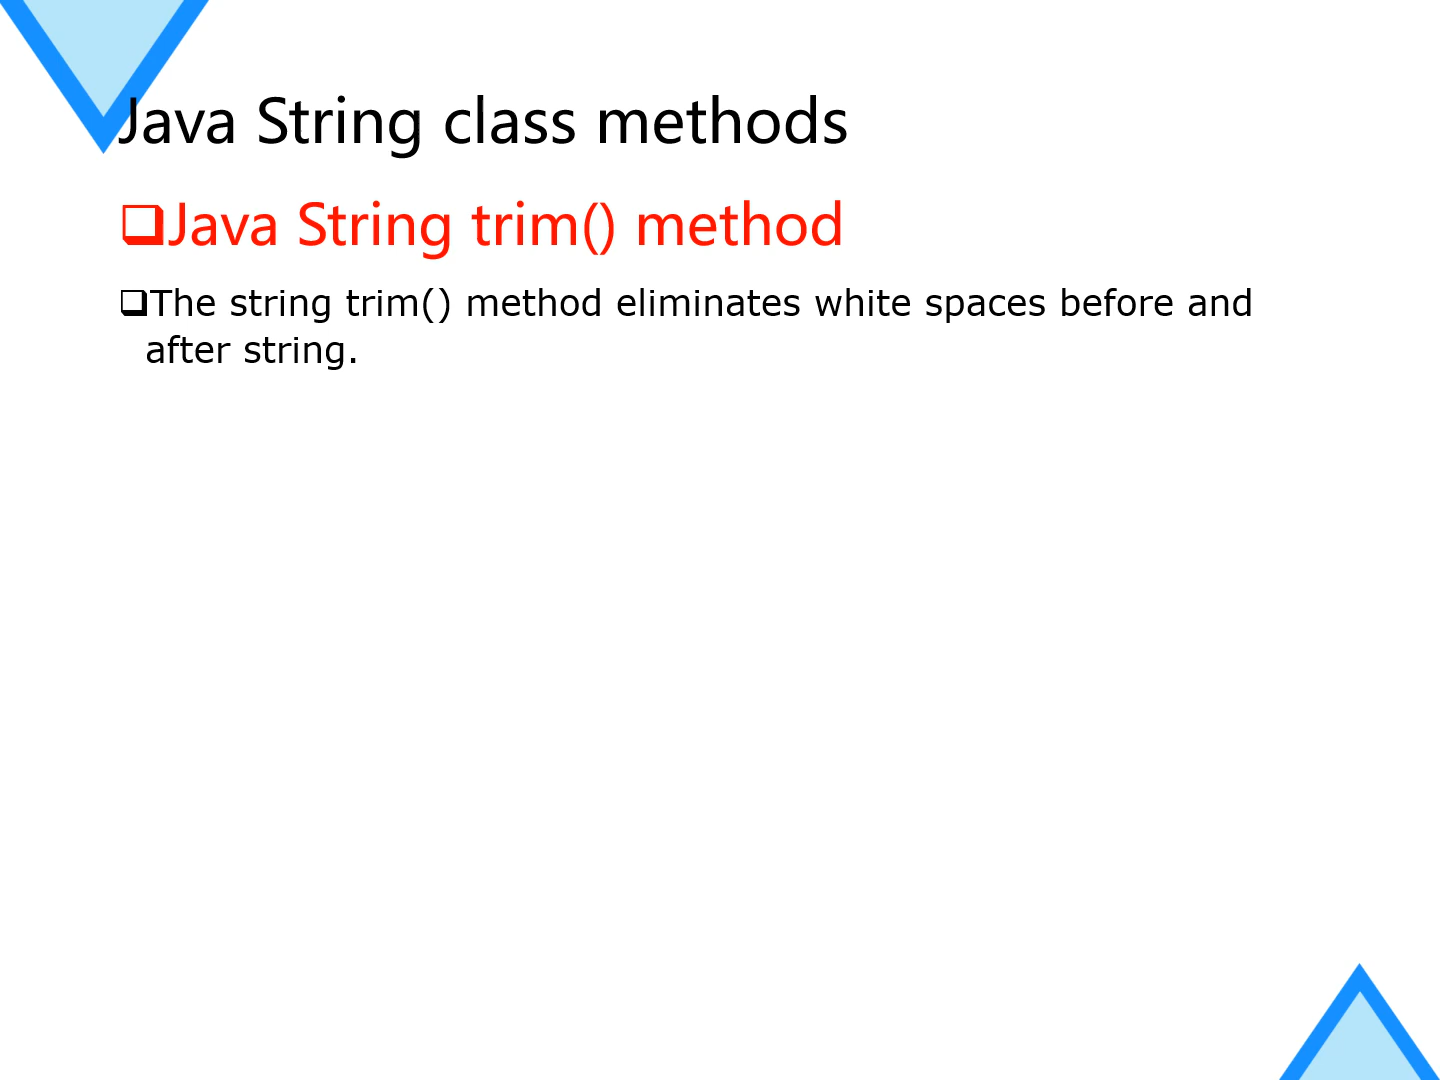 Java String class methods
❑Java String trim() method
❑The string trim() method eliminates white spaces before and
after string.